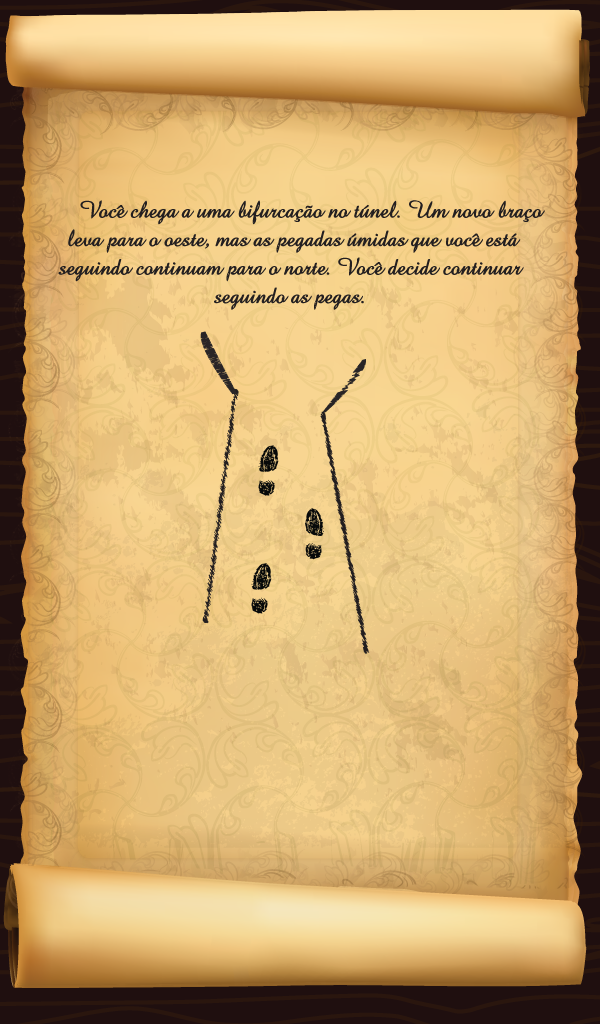 Você chega a uma bifurcação no túnel. Um novo braço
leva para o oeste, mas as pegadas úmidas que você está
seguindo continuam para o norte. Você decide continuar
seguindo as pegas.